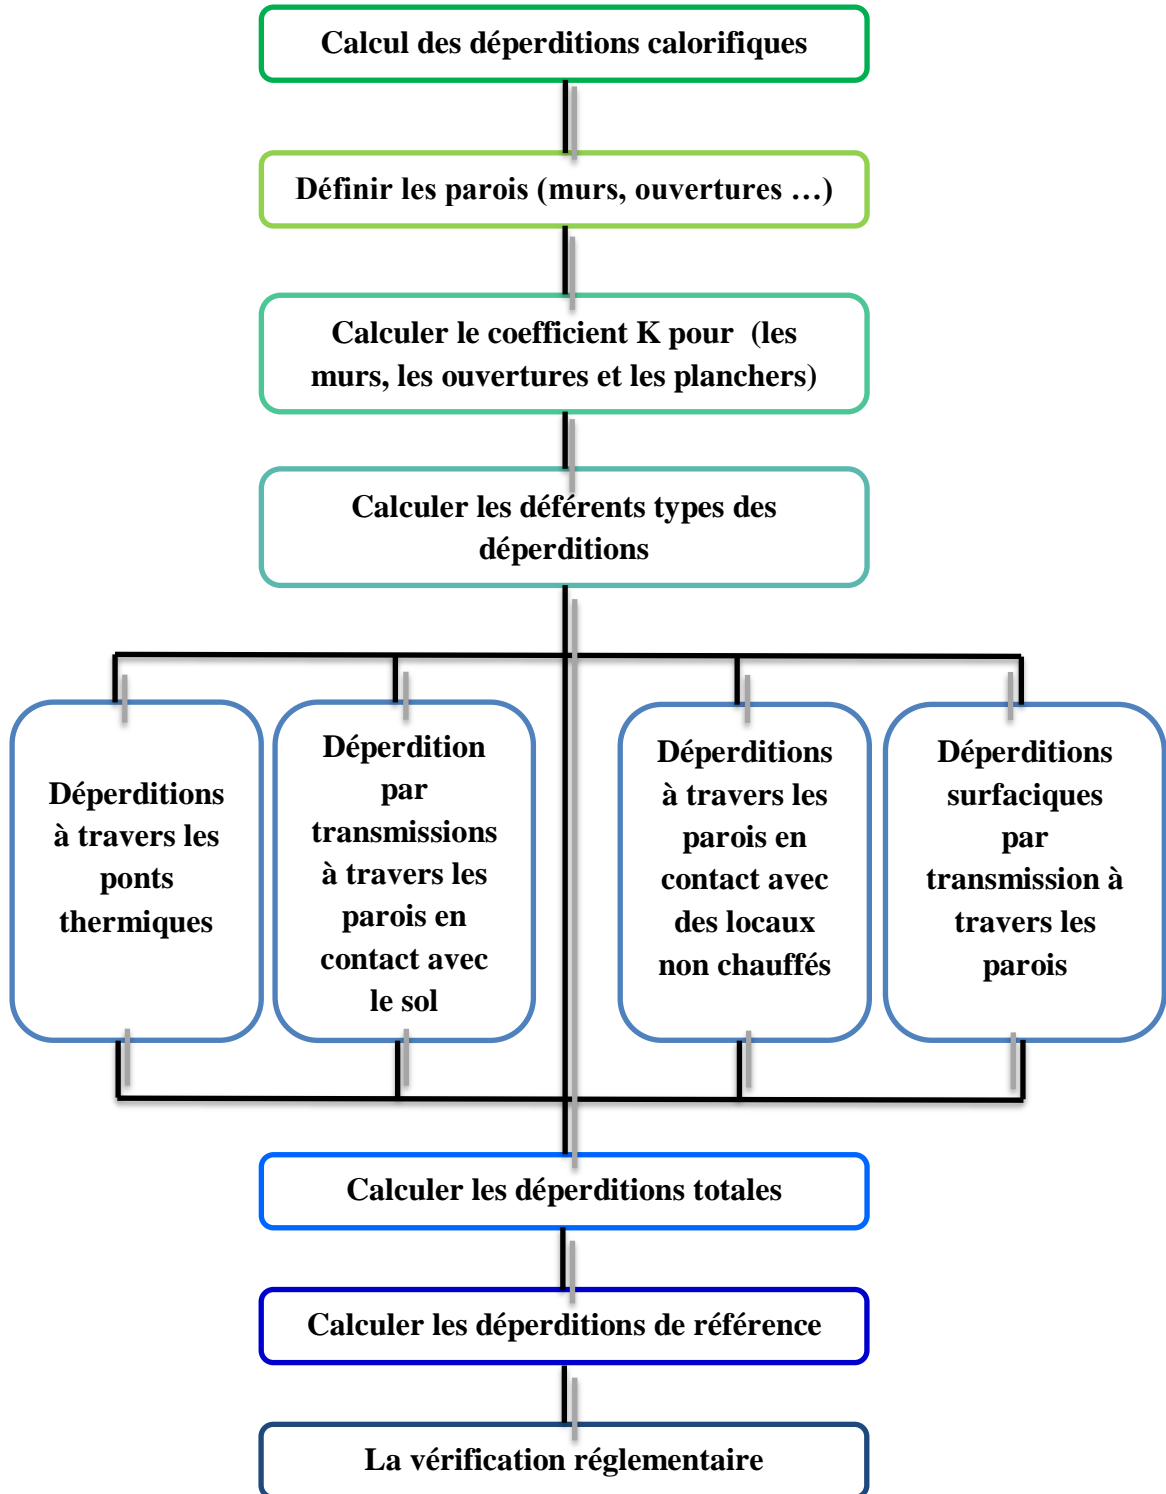 Calcul des déperditions calorifiques
Définir les parois (murs, ouvertures …)
Calculer le coefficient K pour (les
murs, les ouvertures et les planchers)
Calculer les déférents types des
déperditions
Déperditions
à travers les
ponts
thermiques
Déperdition
par
transmissions
à travers les
parois en
contact avec
le sol
Déperditions
à travers les
parois en
contact avec
des locaux
non chauffés
Déperditions
surfaciques
par
transmission à
travers les
parois
Calculer les déperditions totales
Calculer les déperditions de référence
La vérification réglementaire